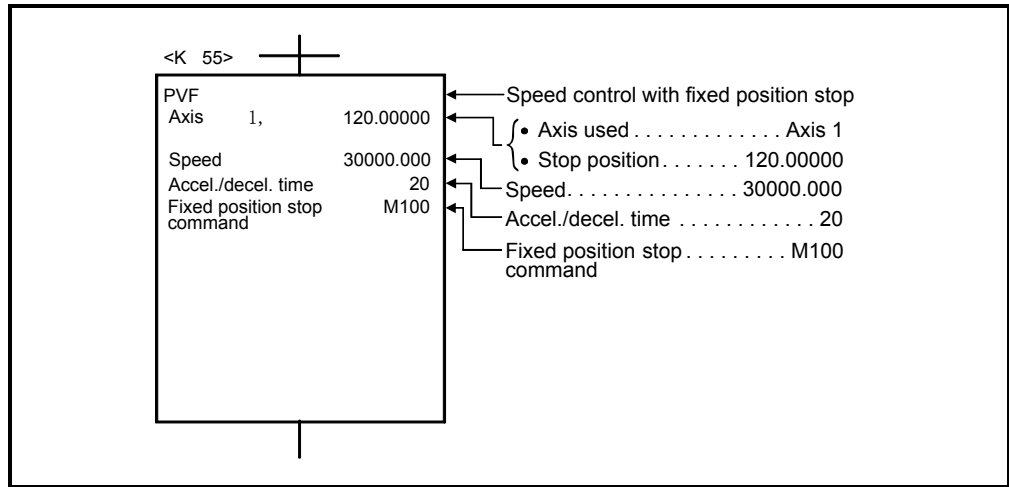 <K 55>
PVF
Axis 1, 120.00000
Speed 30000.000
Accel./decel. time 20
Fixed position stop M100
command
Speed control with fixed position stop
• Axis used . . . . . . . . . . . . . Axis 1
• Stop position . . . . . . . 120.00000
Speed. . . . . . . . . . . . . . . 30000.000
Accel./decel. time . . . . . . . . . . . . 20
Fixed position stop . . . . . . . . . M100
command